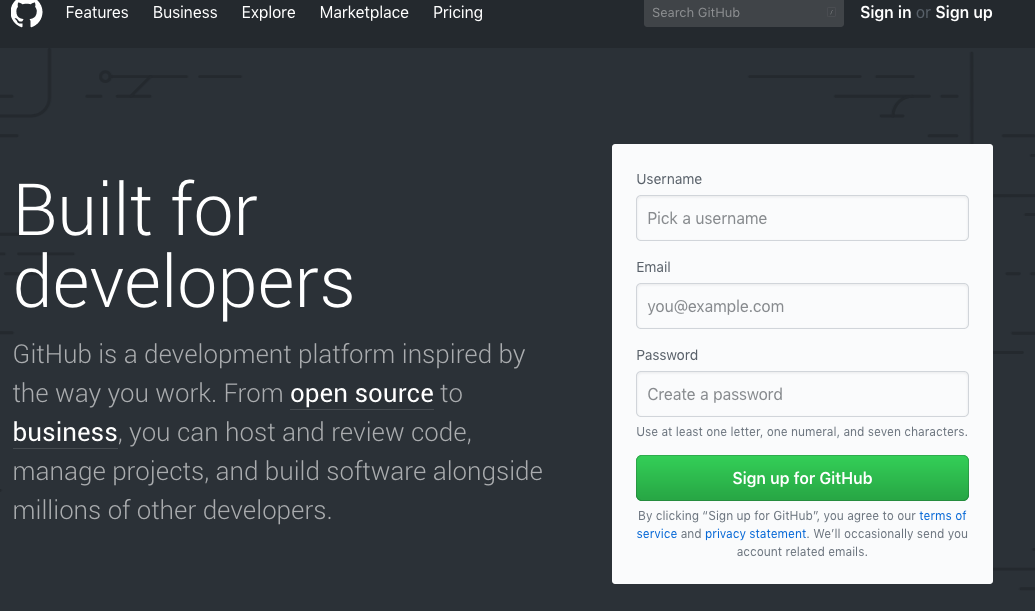 Features Business Explore Marketplace Pricing Search GitHub / Sign in or Sign up
Built for
developers
GitHub is a development platform inspired by
the way you work. From open source to
business, you can host and review code,
manage projects, and build software alongside
millions of other developers.
Username
Pick a username
Email
you@example.com
Password
Create a password
Use at least one letter, one numeral, and seven characters.
Sign up for GitHub
By clicking “Sign up for GitHub”, you agree to our terms of
service and privacy statement. We’ll occasionally send you
account related emails.